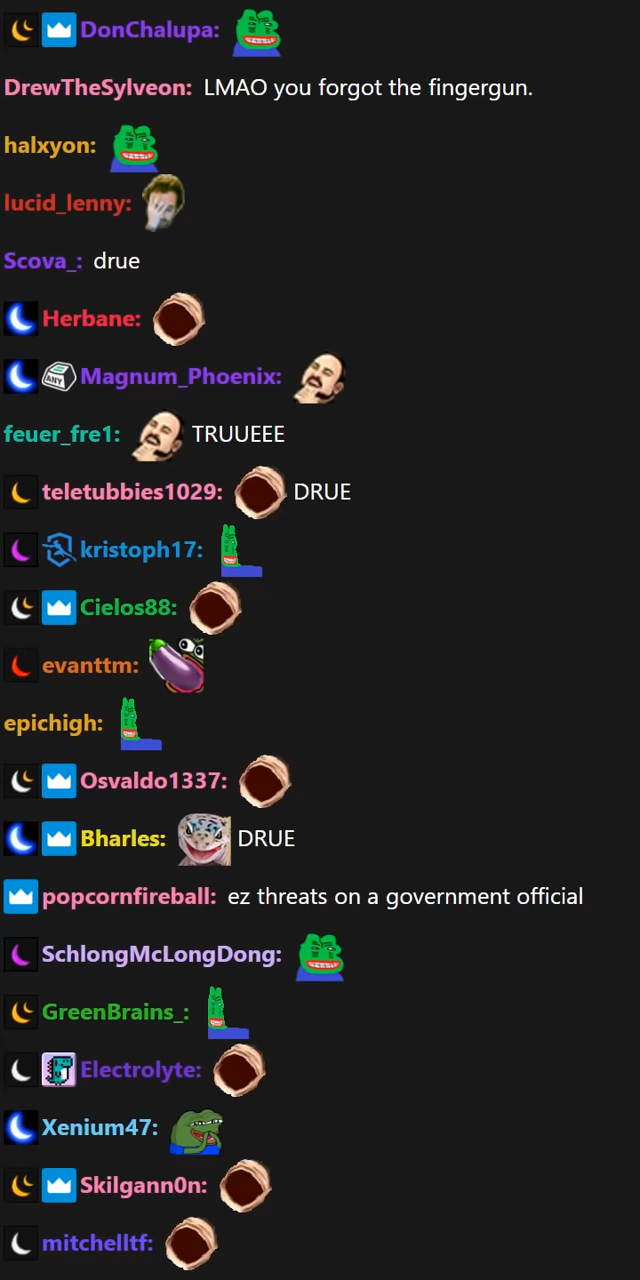 DonChalupa:
DrewTheSylveon: LMAO you forgot the fingergun.
halxyon:
lucid_lenny:
Scova_: drue
Herbane:
ANY Magnum_Phoenix:
feuer_fre1: TRUUEEE
teletubbies1029: DRUE
kristoph17:
Cielos88:
evanttm:
epichigh:
Osvaldo1337:
Bharles: DRUE
popcornfireball: ez threats on a government official
SchlongMcLongDong:
GreenBrains_:
Electrolyte:
Xenium47:
Skilgann0n:
mitchelltf: